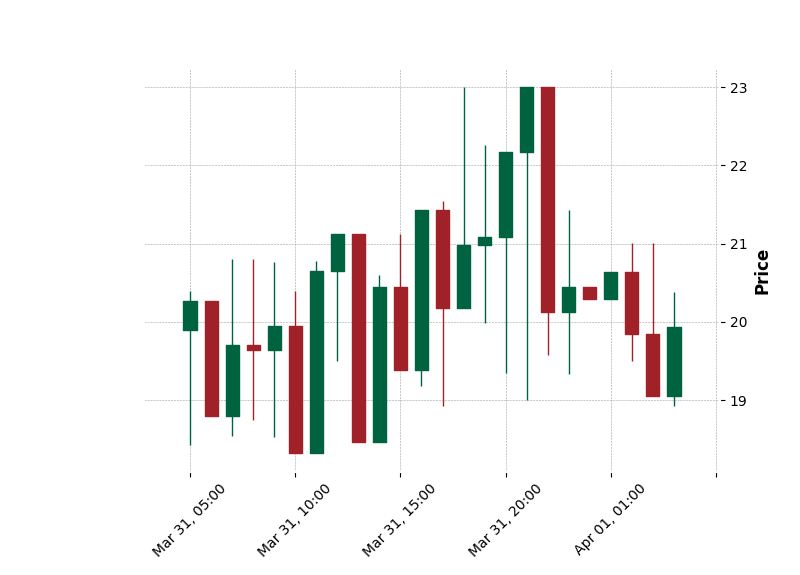 23
22
21
20
19
Price
Mar 31, 05:00
Mar 31, 10:00
Mar 31, 15:00
Mar 31, 20:00
Apr 01, 01:00